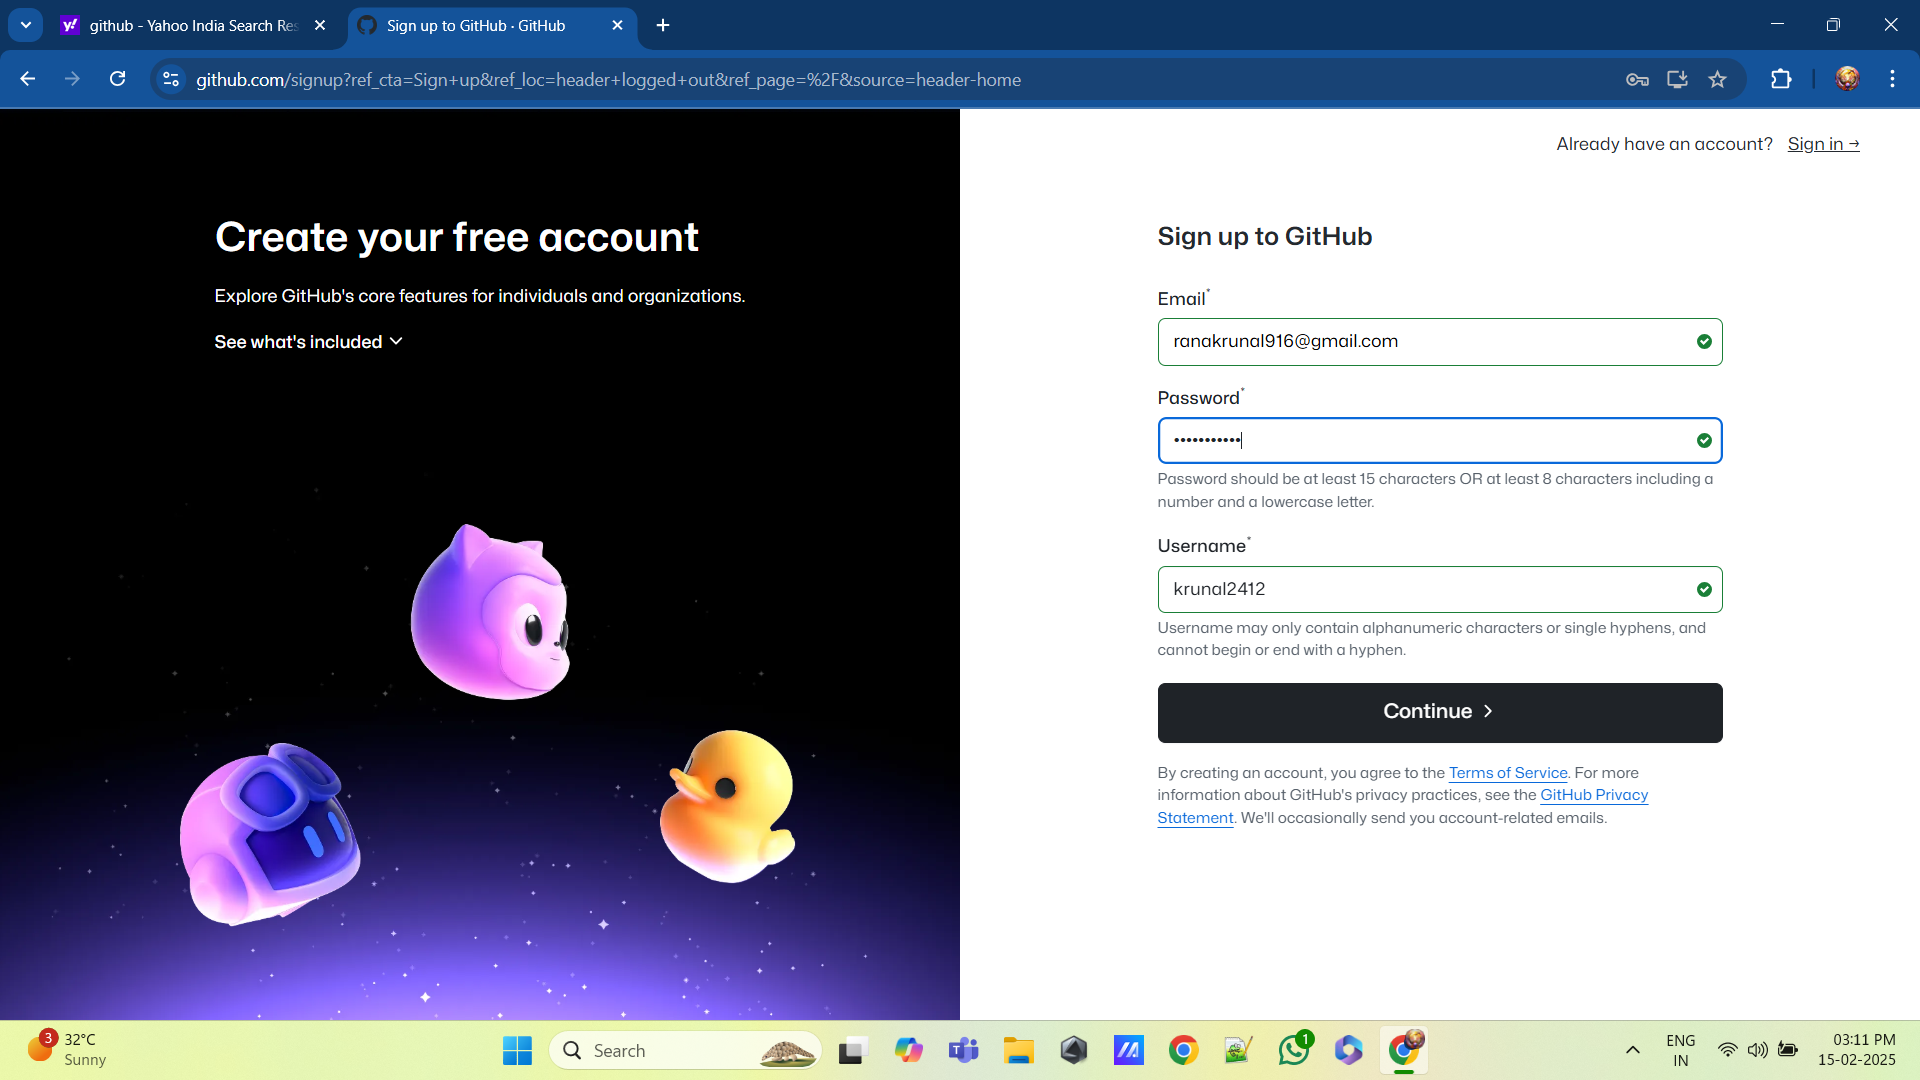 github - Yahoo India Search Res
Sign up to GitHub · GitHub
github.com/signup?ref_cta=Sign+up&ref_loc=header+logged+out&ref_page=%2F&source=header-home
Already have an account? Sign in →
Create your free account
Explore GitHub's core features for individuals and organizations.
See what's included
Sign up to GitHub
Email*
ranakrunal916@gmail.com
Password*
•••••••••••
Password should be at least 15 characters OR at least 8 characters including a
number and a lowercase letter.
Username*
krunal2412
Username may only contain alphanumeric characters or single hyphens, and
cannot begin or end with a hyphen.
Continue
By creating an account, you agree to the Terms of Service. For more
information about GitHub's privacy practices, see the GitHub Privacy
Statement. We'll occasionally send you account-related emails.
3
32°C
Sunny
Search
1
ENG
IN
03:11 PM
15-02-2025